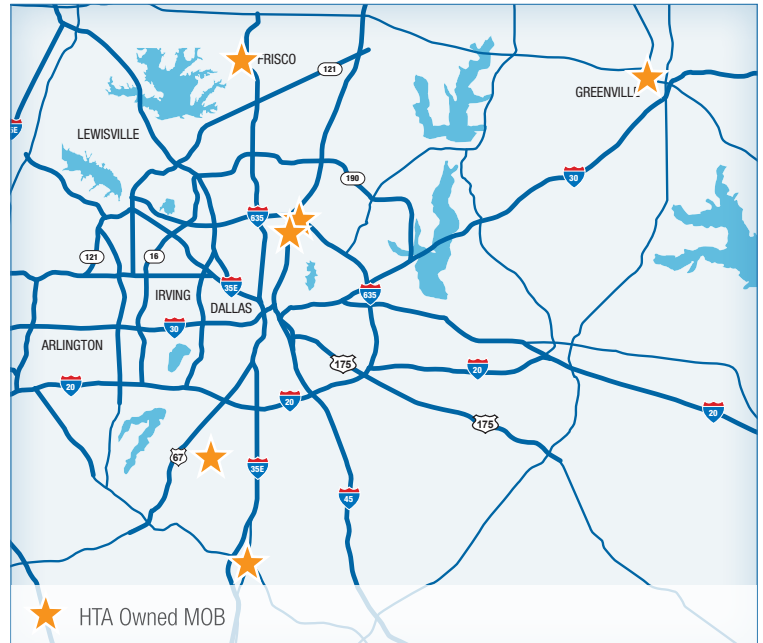 FRISCO
121
GREENVILLE
5E
LEWISVILLE
190
30
635
121
16
35E
IRVING
635
DALLAS
30
ARLINGTON
175
20
20
20
20
175
67
35E
45
HTA Owned MOB